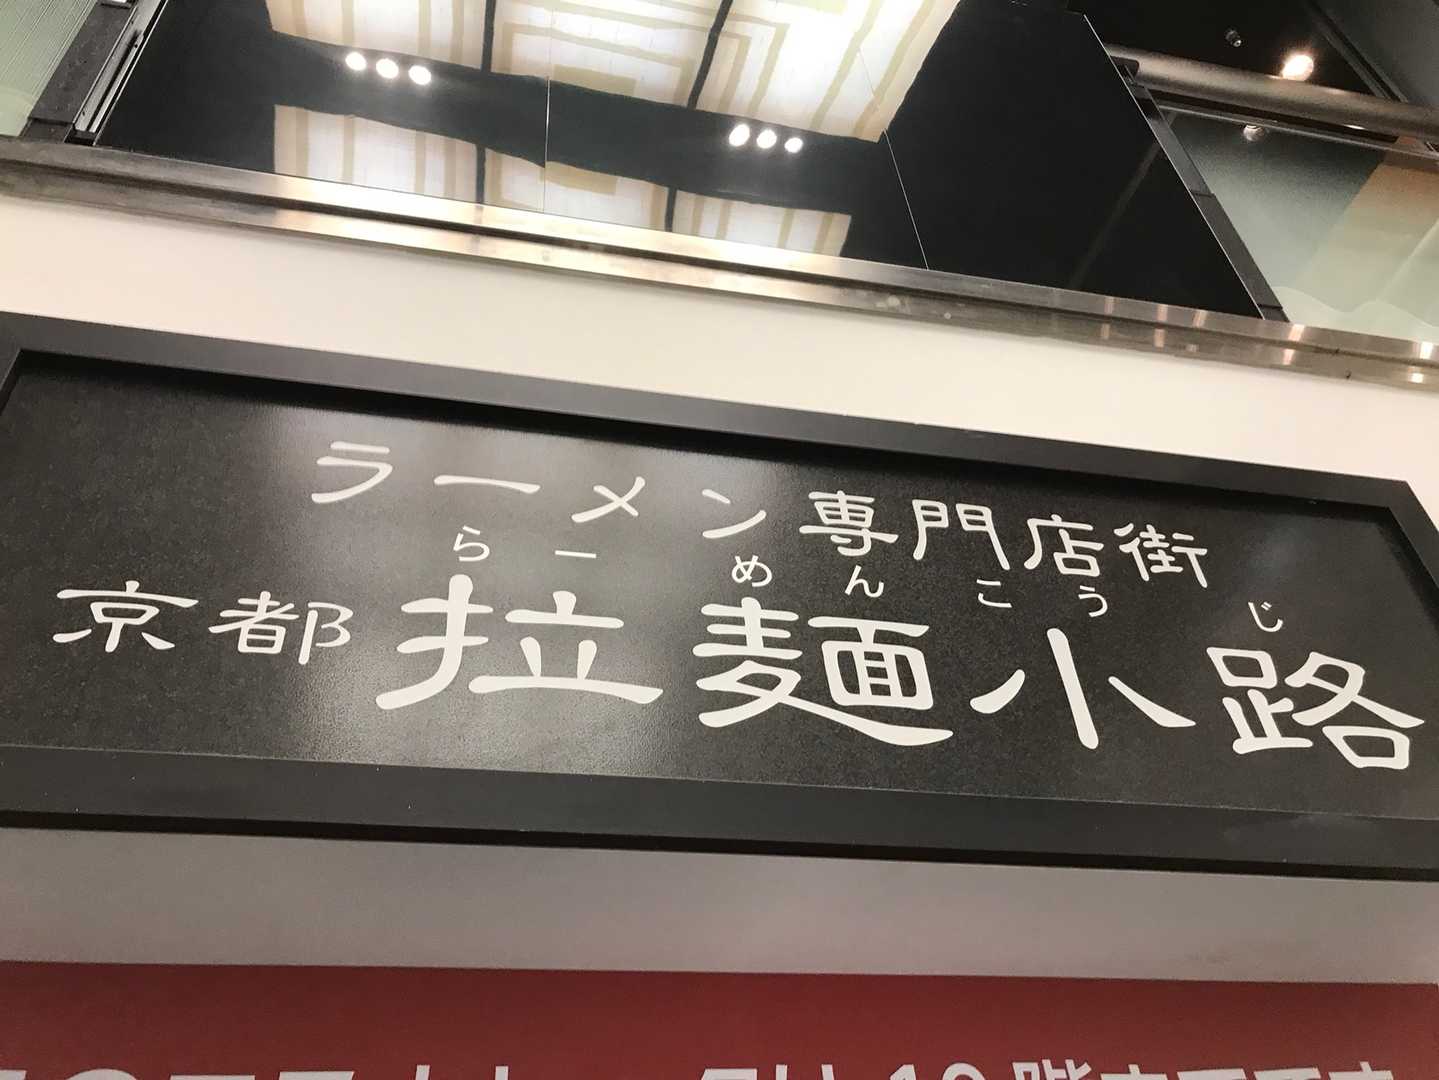 ラーメン専門店街
らーめんこうじ
京都拉麺小路